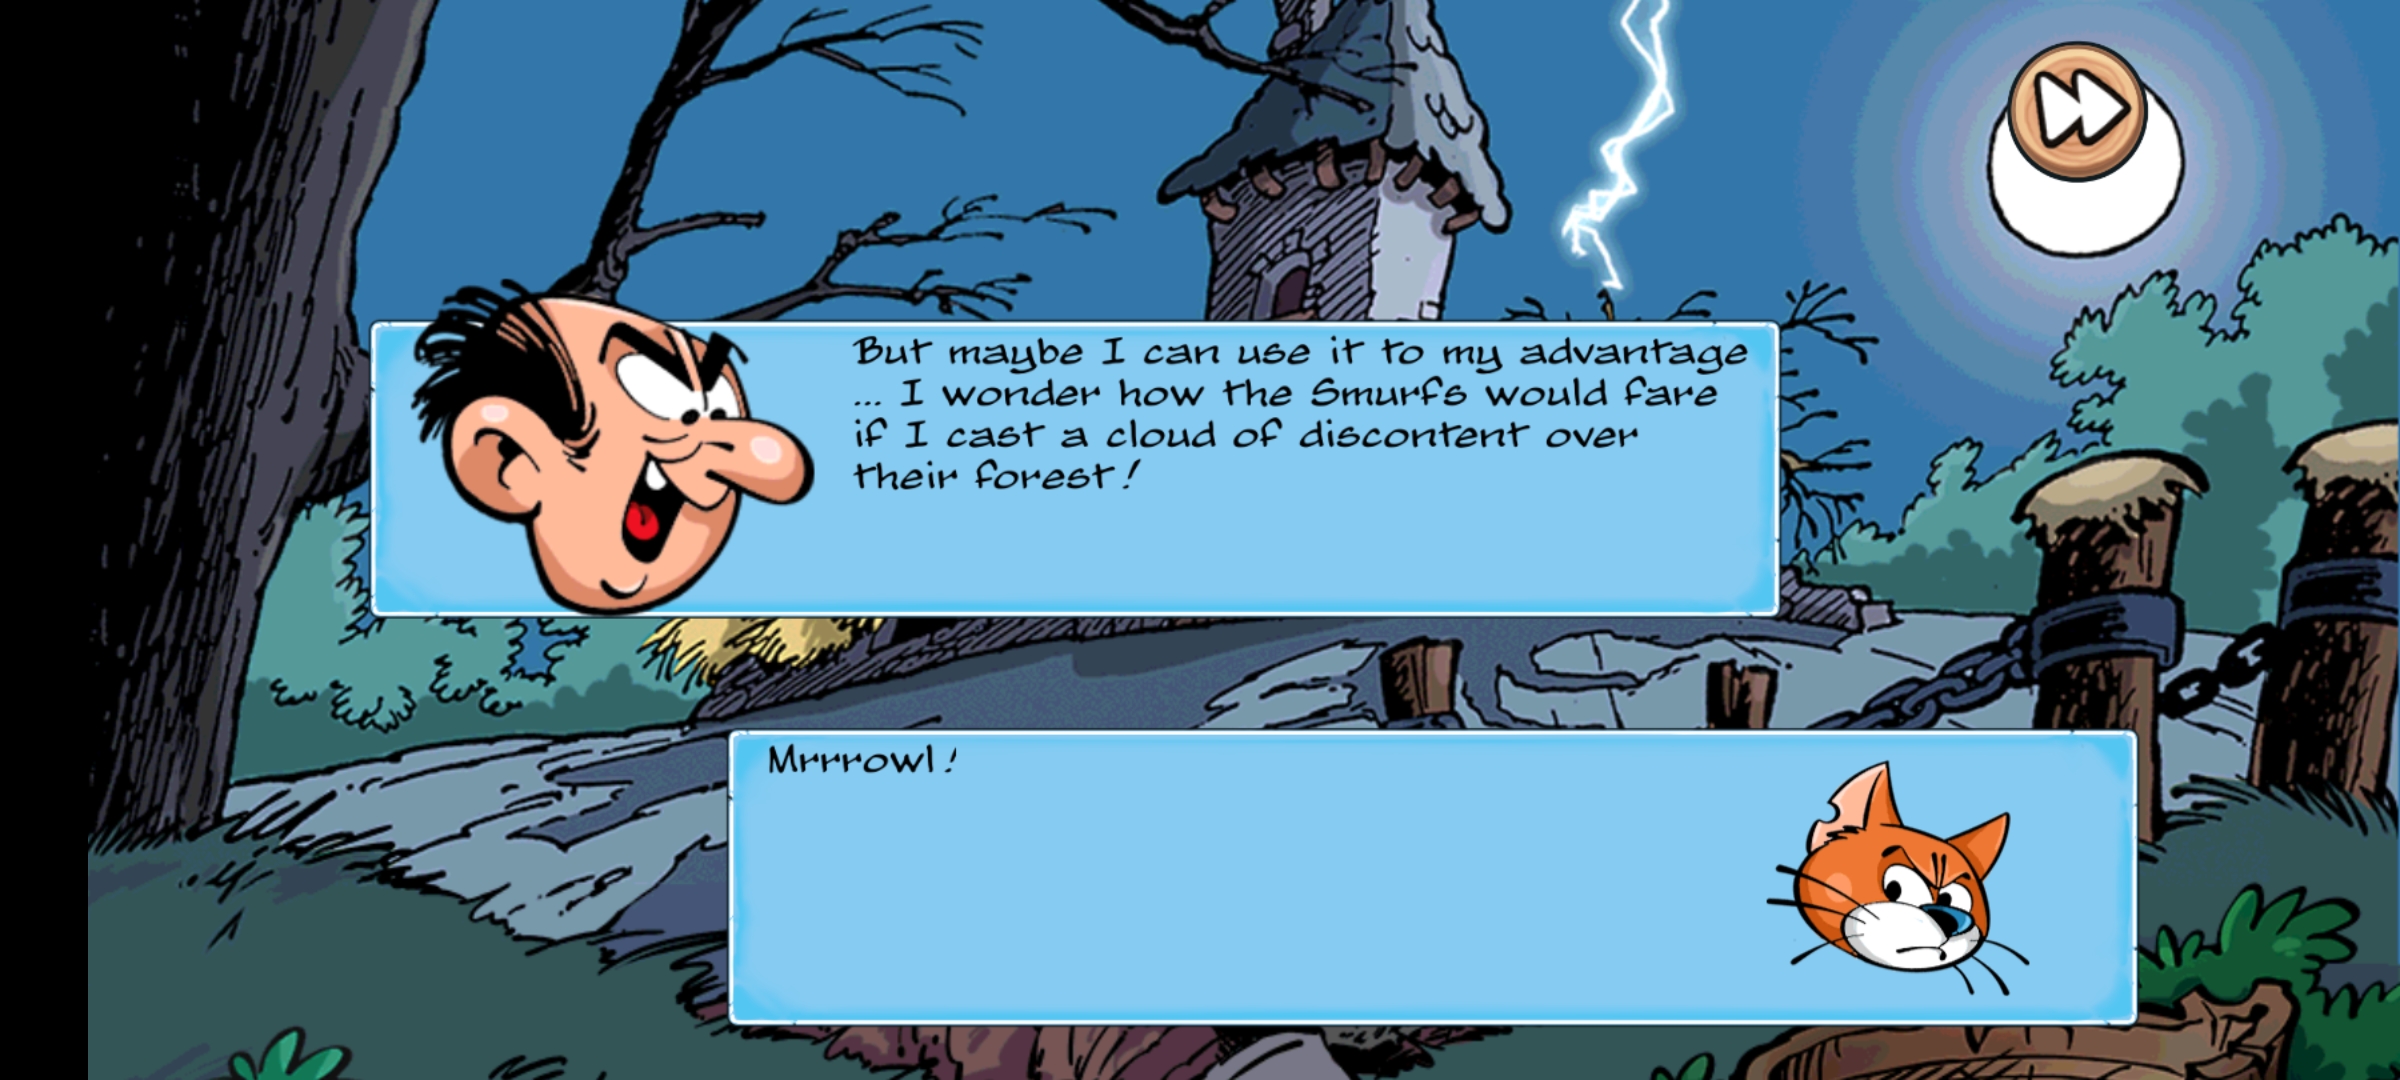 But maybe I can use it to my advantage
... I wonder how the Smurfs would fare
if I cast a cloud of discontent over
their forest!
Mrrrowl!